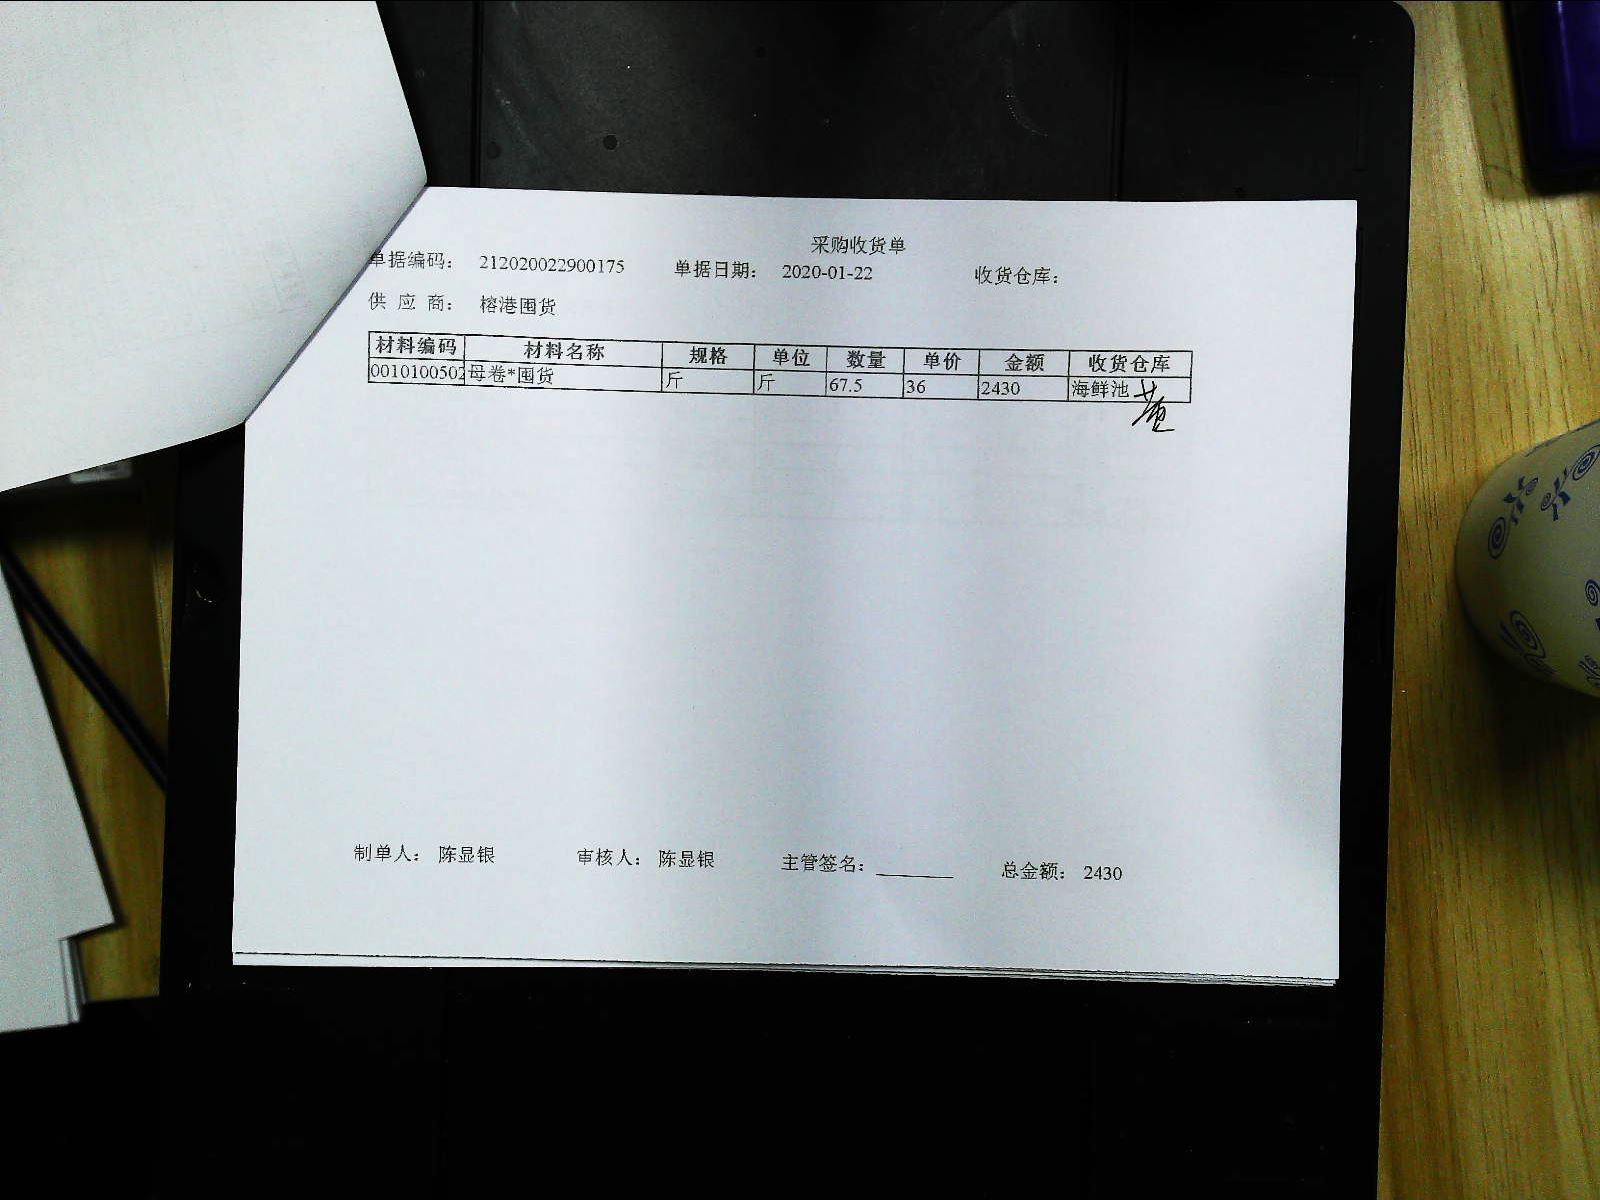 采购收货单
单据编码： 212020022900175 单据日期： 2020-01-22 收货仓库：
供 应 商： 榕港囤货
材料编码 材料名称 规格 单位 数量 单价 金额 收货仓库
0010100502 母卷*囤货 斤 斤 67.5 36 2430 海鲜池
制单人： 陈显银 审核人： 陈显银 主管签名： 总金额： 2430